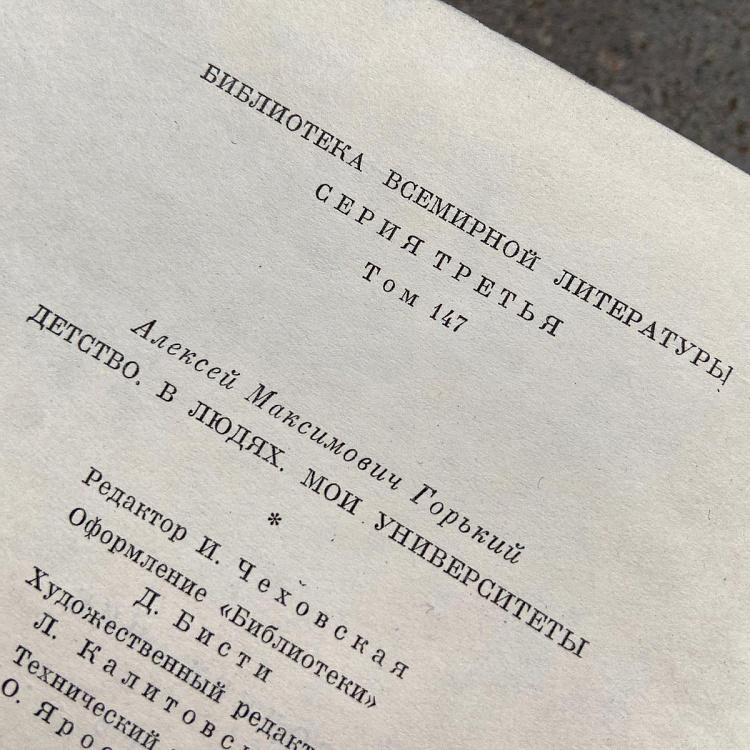 БИБЛИОТЕКА ВСЕМИРНОЙ ЛИТЕРАТУРЫ
СЕРИЯ ТРЕТЬЯ
Том 147
Алексей Максимович Горький
ДЕТСТВО. В ЛЮДЯХ. МОИ УНИВЕРСИТЕТЫ
*
Редактор И. Чеховская
Оформление «Библиотеки»
Д. Бисти
Художественный
Л.
Технический
О.